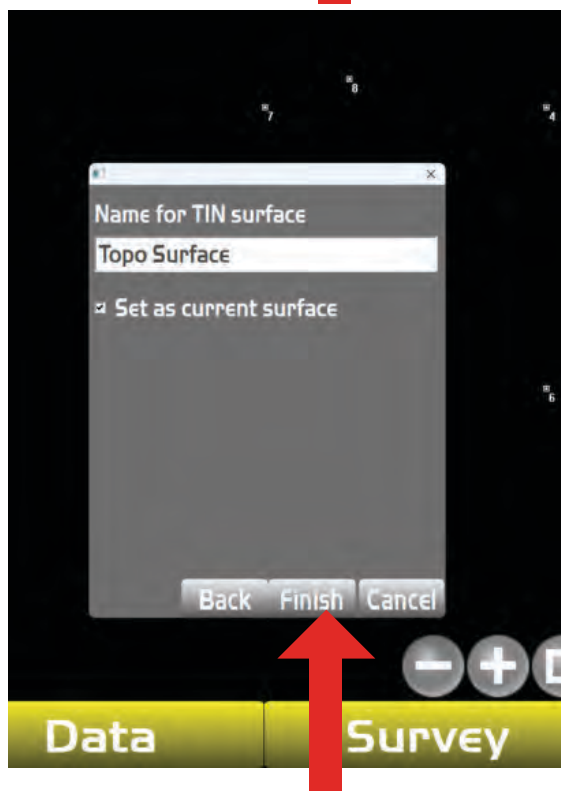 8
7
4
Name for TIN surface
Topo Surface
Set as current surface
6
Back Finish Cancel
Data Survey